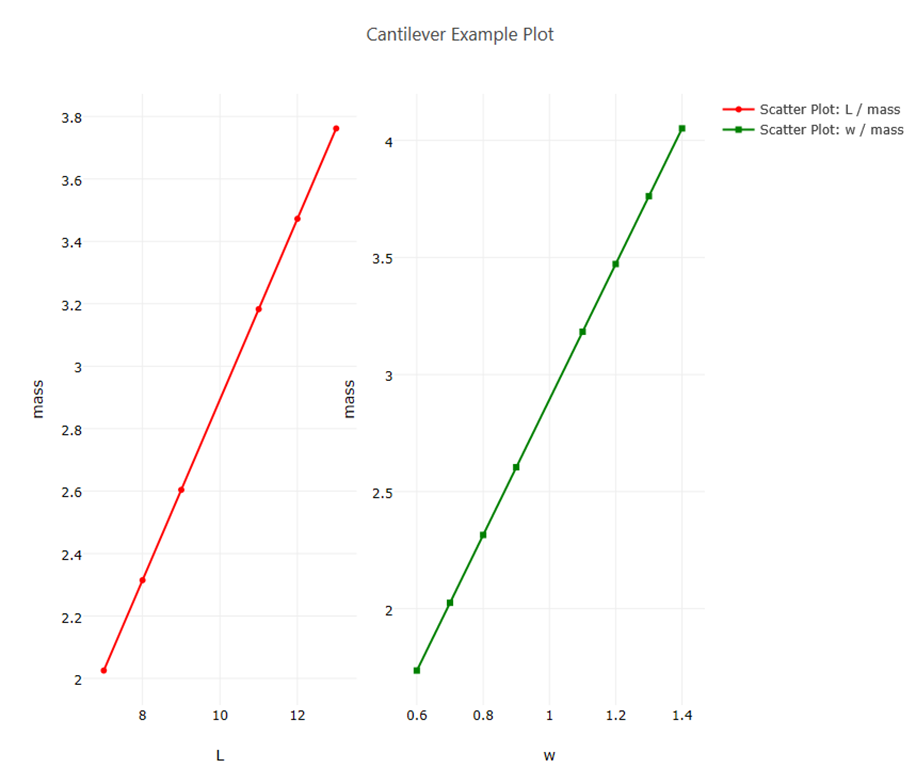 Cantilever Example Plot
Scatter Plot: L / mass
Scatter Plot: w / mass
mass
3.8
3.6
3.4
3.2
3
2.8
2.6
2.4
2.2
2
8 10 12
L
mass
4
3.5
3
2.5
2
0.6 0.8 1 1.2 1.4
w